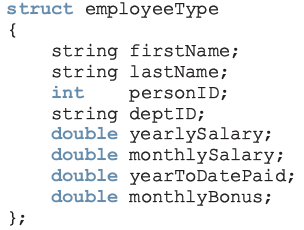 struct employeeType
{
    string firstName;
    string lastName;
    int    personID;
    string deptID;
    double yearlySalary;
    double monthlySalary;
    double yearToDatePaid;
    double monthlyBonus;
};